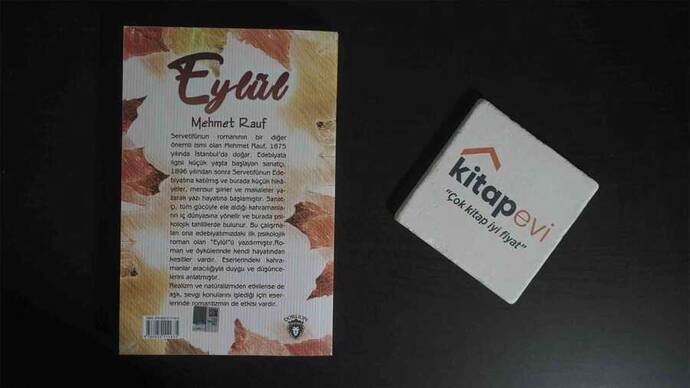 Eylül
Mehmet Rauf
Servetifünun romanının bir diğer
önemli ismi olan Mehmet Rauf, 1875
yılında İstanbul'da doğar. Edebiyata
ilgisi küçük yaşta başlayan sanatçı,
1896 yılından sonra Servetifünun Ede-
biyatına katılmış ve burada küçük hikâ-
yeler, mensur şiirler ve makaleler ya-
zarak yazı hayatına başlamıştır. Sanat-
çı, tüm gücüyle ele aldığı kahramanla-
rın iç dünyasına yönelir ve burada psi-
kolojik tahlillerde bulunur. Bu çalışma-
ları ona edebiyatımızdaki ilk psikolojik
roman olan "Eylül"ü yazdırmıştır.Ro-
man ve öykülerinde kendi hayatından
kesitler vardır. Eserlerindeki kahra-
manlar aracılığıyla duygu ve düşünce-
lerini anlatmıştır.
Realizm ve natüralizmden etkilense de
aşk, sevgi konularını işlediği için eser-
lerinde romantizmin de etkisi vardır.
DORLION
kitapevi
"Çok kitap iyi fiyat"